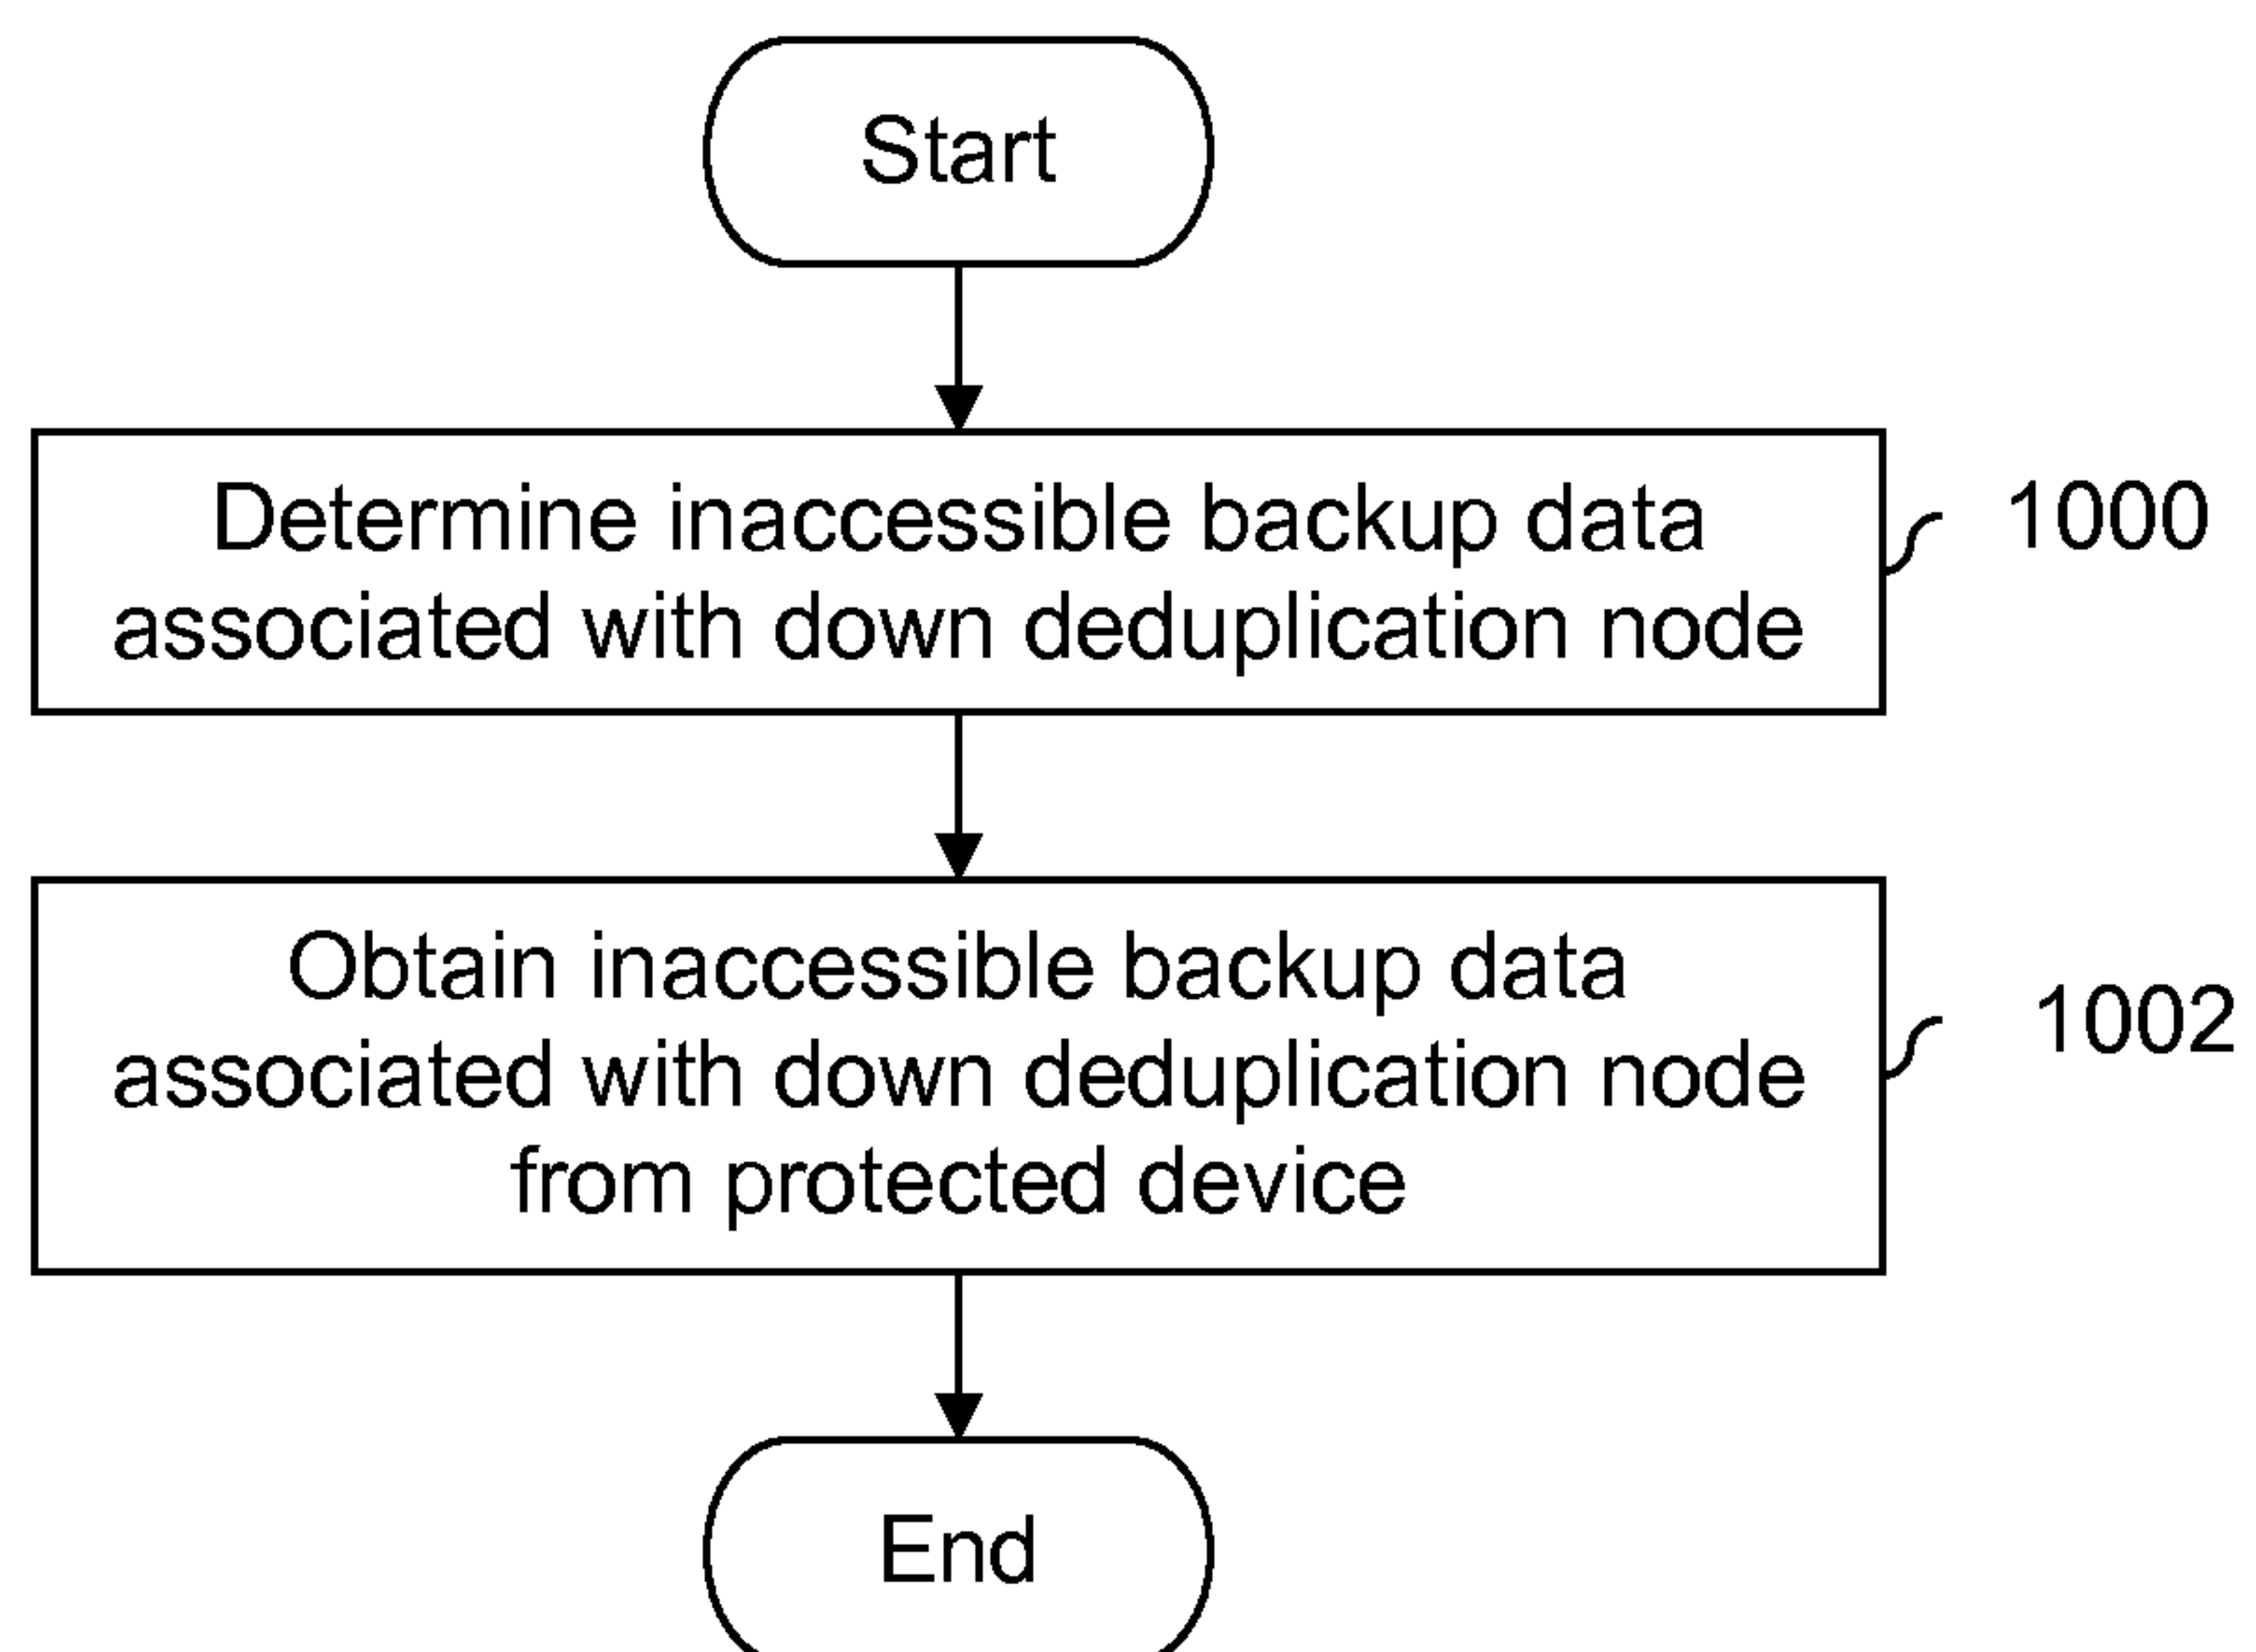 Start
Determine inaccessible backup data
associated with down deduplication node
1000
Obtain inaccessible backup data
associated with down deduplication node
from protected device
1002
End